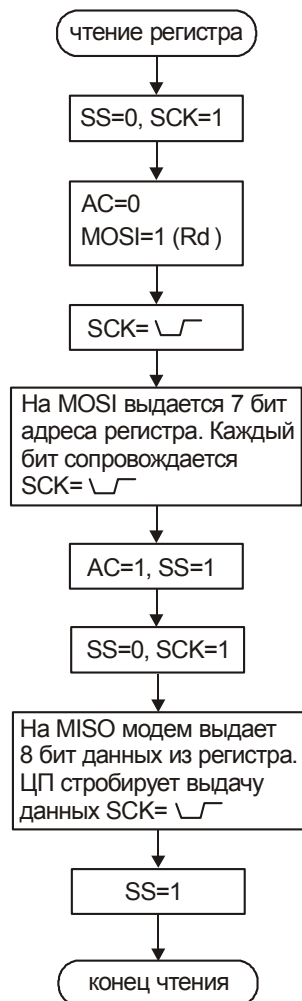 чтение регистра
SS=0, SCK=1
AC=0
MOSI=1 (Rd )
SCK=
На MOSI выдается 7 бит
адреса регистра. Каждый
бит сопровождается
SCK=
AC=1, SS=1
SS=0, SCK=1
На MISO модем выдает
8 бит данных из регистра.
ЦП стробирует выдачу
данных SCK=
SS=1
конец чтения